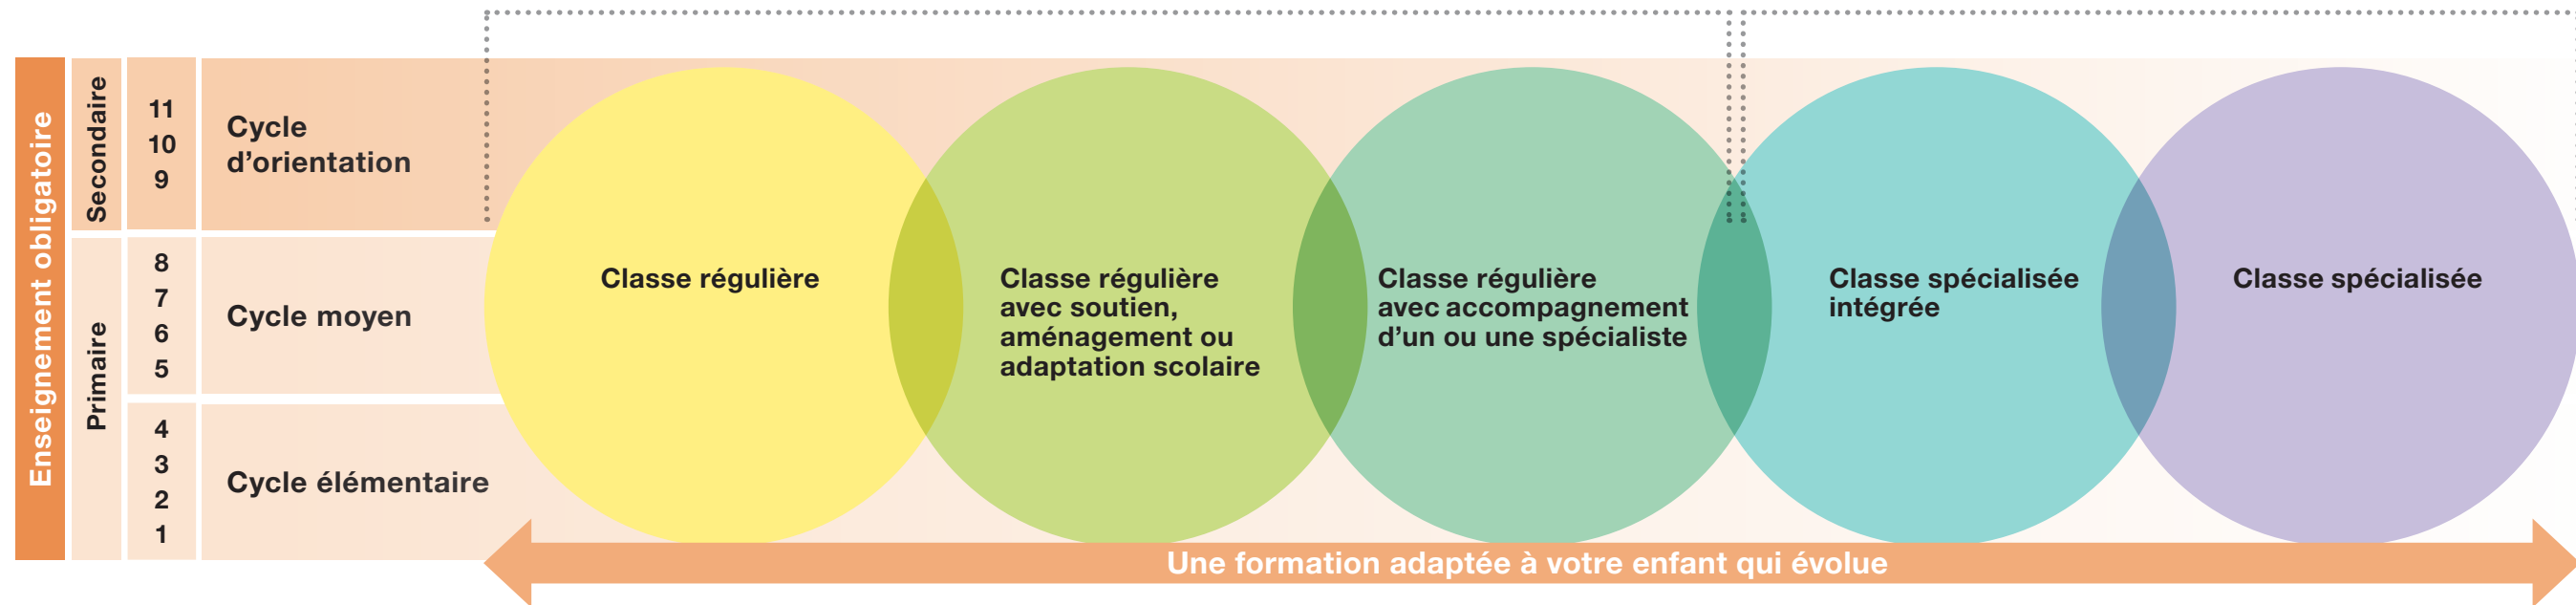 Enseignement obligatoire
Secondaire
11
10
9
Cycle
d’orientation
Primaire
8
7
6
5
Cycle moyen
4
3
2
1
Cycle élémentaire
Classe régulière
Classe régulière
avec soutien,
aménagement ou
adaptation scolaire
Classe régulière
avec accompagnement
d’un ou une spécialiste
Classe spécialisée
intégrée
Classe spécialisée
Une formation adaptée à votre enfant qui évolue